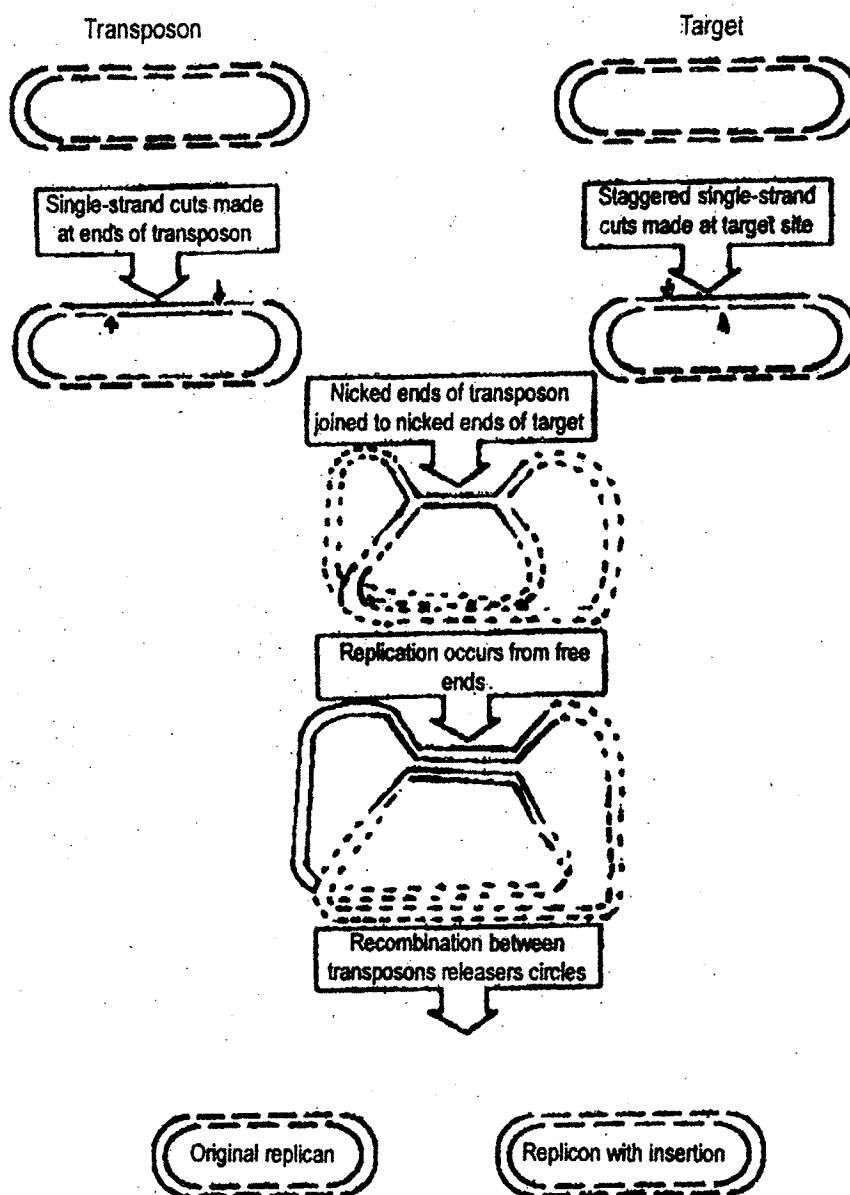 Transposon
Target
Single-strand cuts made
at ends of transposon
Staggered single-strand
cuts made at target site
Nicked ends of transposon
joined to nicked ends of target
Replication occurs from free
ends
Recombination between
transposons releasers circles
Original replican
Replicon with insertion